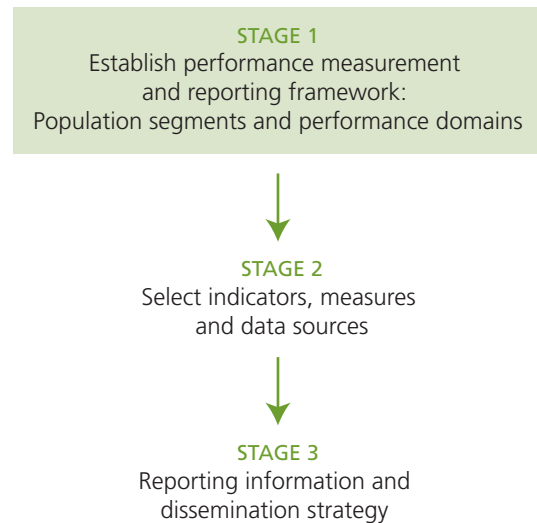 STAGE 1
Establish performance measurement
and reporting framework:
Population segments and performance domains
STAGE 2
Select indicators, measures
and data sources
STAGE 3
Reporting information and
dissemination strategy